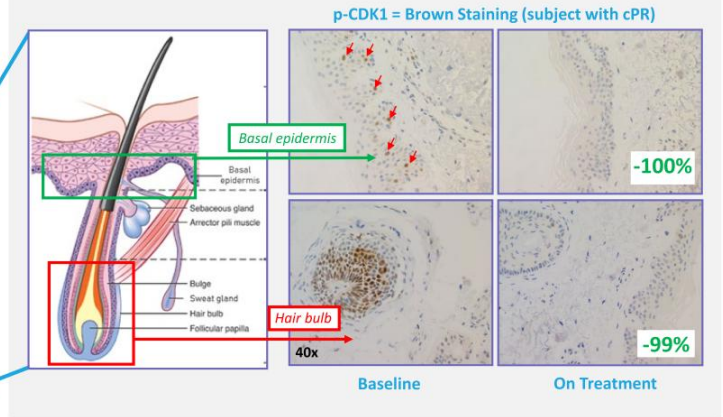 p-CDK1 = Brown Staining (subject with cPR)
Basal epidermis
Basal
epidermis
Sebaceous gland
Arrector pili muscle
Bulge
Sweat gland
Hair bulb
Follicular papilla
Hair bulb
40x
-100%
-99%
Baseline
On Treatment